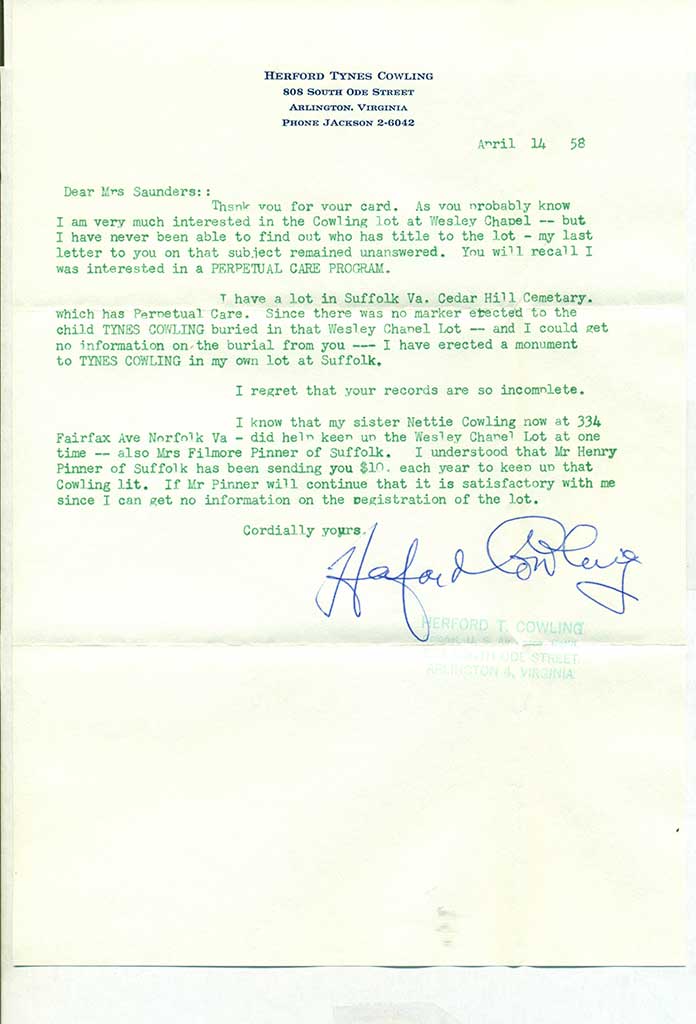 HERFORD TYNES COWLING
808 SOUTH ODE STREET
ARLINGTON, VIRGINIA
PHONE JACKSON 2-6042
April 14 58
Dear Mrs Saunders::
Thank you for your card. As you probably know
I am very much interested in the Cowling lot at Wesley Chapel -- but
I have never been able to find out who has title to the lot - my last
letter to you on that subject remained unanswered. You will recall I
was interested in a PERPETUAL CARE PROGRAM.
I have a lot in Suffolk Va. Cedar Hill Cemetary.
which has Perpetual Care. Since there was no marker erected to the
child TYNES COWLING buried in that Wesley Chapel Lot -- and I could get
no information on the burial from you --- I have erected a monument
to TYNES COWLING in my own lot at Suffolk.
I regret that your records are so incomplete.
I know that my sister Nettie Cowling now at 334
Fairfax Ave Norfolk Va - did help keep up the Wesley Chapel Lot at one
time -- also Mrs Filmore Pinner of Suffolk. I understood that Mr Henry
Pinner of Suffolk has been sending you $10. each year to keep up that
Cowling lit. If Mr Pinner will continue that it is satisfactory with me
since I can get no information on the registration of the lot.
Cordially yours.
Herford Cowling
HERFORD T. COWLING
ODE STREET
ARLINGTON 4, VIRGINIA